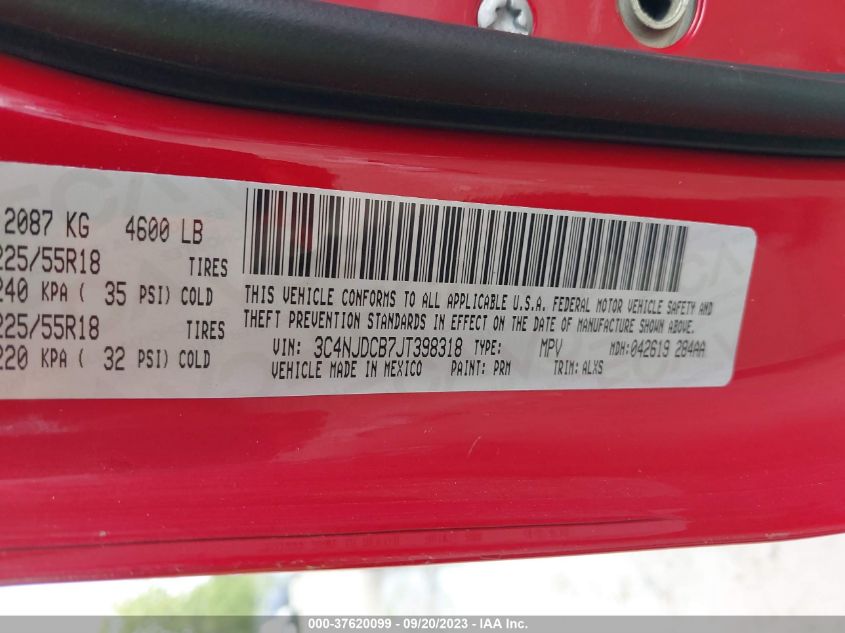 2087 KG 4600 LB
225/55R18 TIRES
240 KPA ( 35 PSI) COLD
225/55R18 TIRES
220 KPA ( 32 PSI) COLD
THIS VEHICLE CONFORMS TO ALL APPLICABLE U.S.A. FEDERAL MOTOR VEHICLE SAFETY AND
THEFT PREVENTION STANDARDS IN EFFECT ON THE DATE OF MANUFACTURE SHOWN ABOVE.
VIN: 3C4NJDCB7JT398318 TYPE: MPV MDH:042619 284AA
VEHICLE MADE IN MEXICO PAINT: PRM TRIM: ALXS
000-37620099 - 09/20/2023 - IAA Inc.